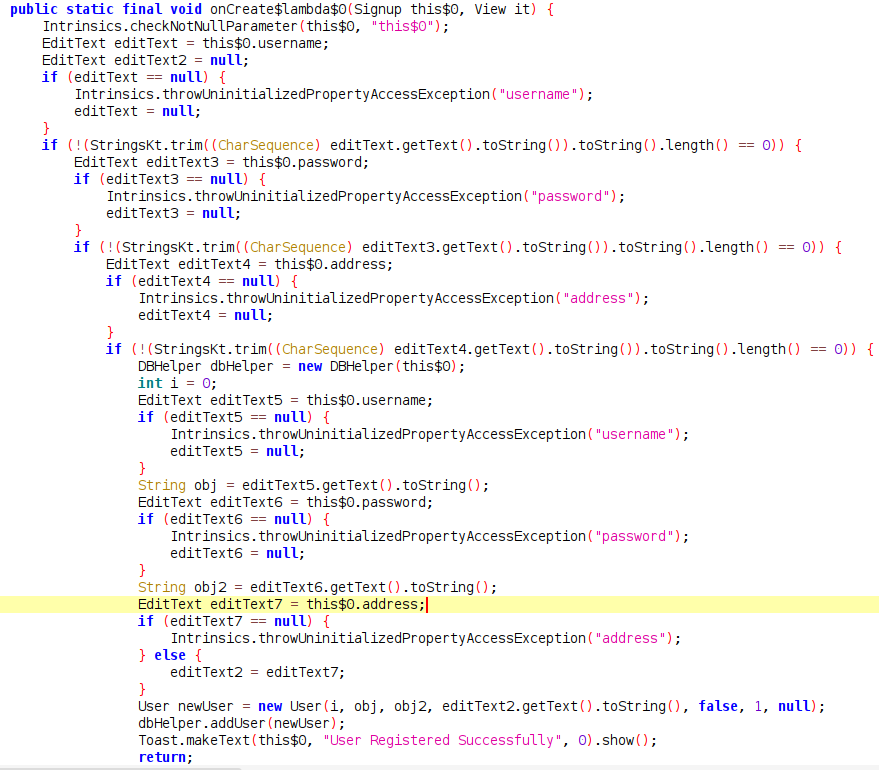 public static final void onCreate$lambda$0(Signup this$0, View it) {
    Intrinsics.checkNotNullParameter(this$0, "this$0");
    EditText editText = this$0.username;
    EditText editText2 = null;
    if (editText == null) {
        Intrinsics.throwUninitializedPropertyAccessException("username");
        editText = null;
    }
    if (!(StringsKt.trim((CharSequence) editText.getText().toString()).toString().length() == 0)) {
        EditText editText3 = this$0.password;
        if (editText3 == null) {
            Intrinsics.throwUninitializedPropertyAccessException("password");
            editText3 = null;
        }
        if (!(StringsKt.trim((CharSequence) editText3.getText().toString()).toString().length() == 0)) {
            EditText editText4 = this$0.address;
            if (editText4 == null) {
                Intrinsics.throwUninitializedPropertyAccessException("address");
                editText4 = null;
            }
            if (!(StringsKt.trim((CharSequence) editText4.getText().toString()).toString().length() == 0)) {
                DBHelper dbHelper = new DBHelper(this$0);
                int i = 0;
                EditText editText5 = this$0.username;
                if (editText5 == null) {
                    Intrinsics.throwUninitializedPropertyAccessException("username");
                    editText5 = null;
                }
                String obj = editText5.getText().toString();
                EditText editText6 = this$0.password;
                if (editText6 == null) {
                    Intrinsics.throwUninitializedPropertyAccessException("password");
                    editText6 = null;
                }
                String obj2 = editText6.getText().toString();
                EditText editText7 = this$0.address;
                if (editText7 == null) {
                    Intrinsics.throwUninitializedPropertyAccessException("address");
                } else {
                    editText2 = editText7;
                }
                User newUser = new User(i, obj, obj2, editText2.getText().toString(), false, 1, null);
                dbHelper.addUser(newUser);
                Toast.makeText(this$0, "User Registered Successfully", 0).show();
                return;